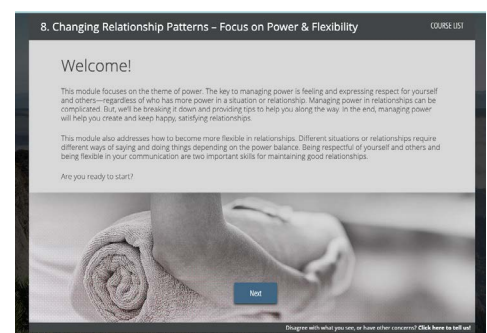 8. Changing Relationship Patterns – Focus on Power & Flexibility
COURSE LIST
Welcome!
This module focuses on the theme of power. The key to managing power is feeling and expressing respect for yourself
and others—regardless of who has more power in a situation or relationship. Managing power in relationships can be
complicated. But, we'll be breaking it down and providing tips to help you along the way. In the end, managing power
will help you create and keep happy, satisfying relationships.
This module also addresses how to become more flexible in relationships. Different situations or relationships require
different ways of saying and doing things depending on the power balance. Being respectful of yourself and others and
being flexible in your communication are two important skills for maintaining good relationships.
Are you ready to start?
Next
Disagree with what you see, or have other concerns? Click here to tell us!